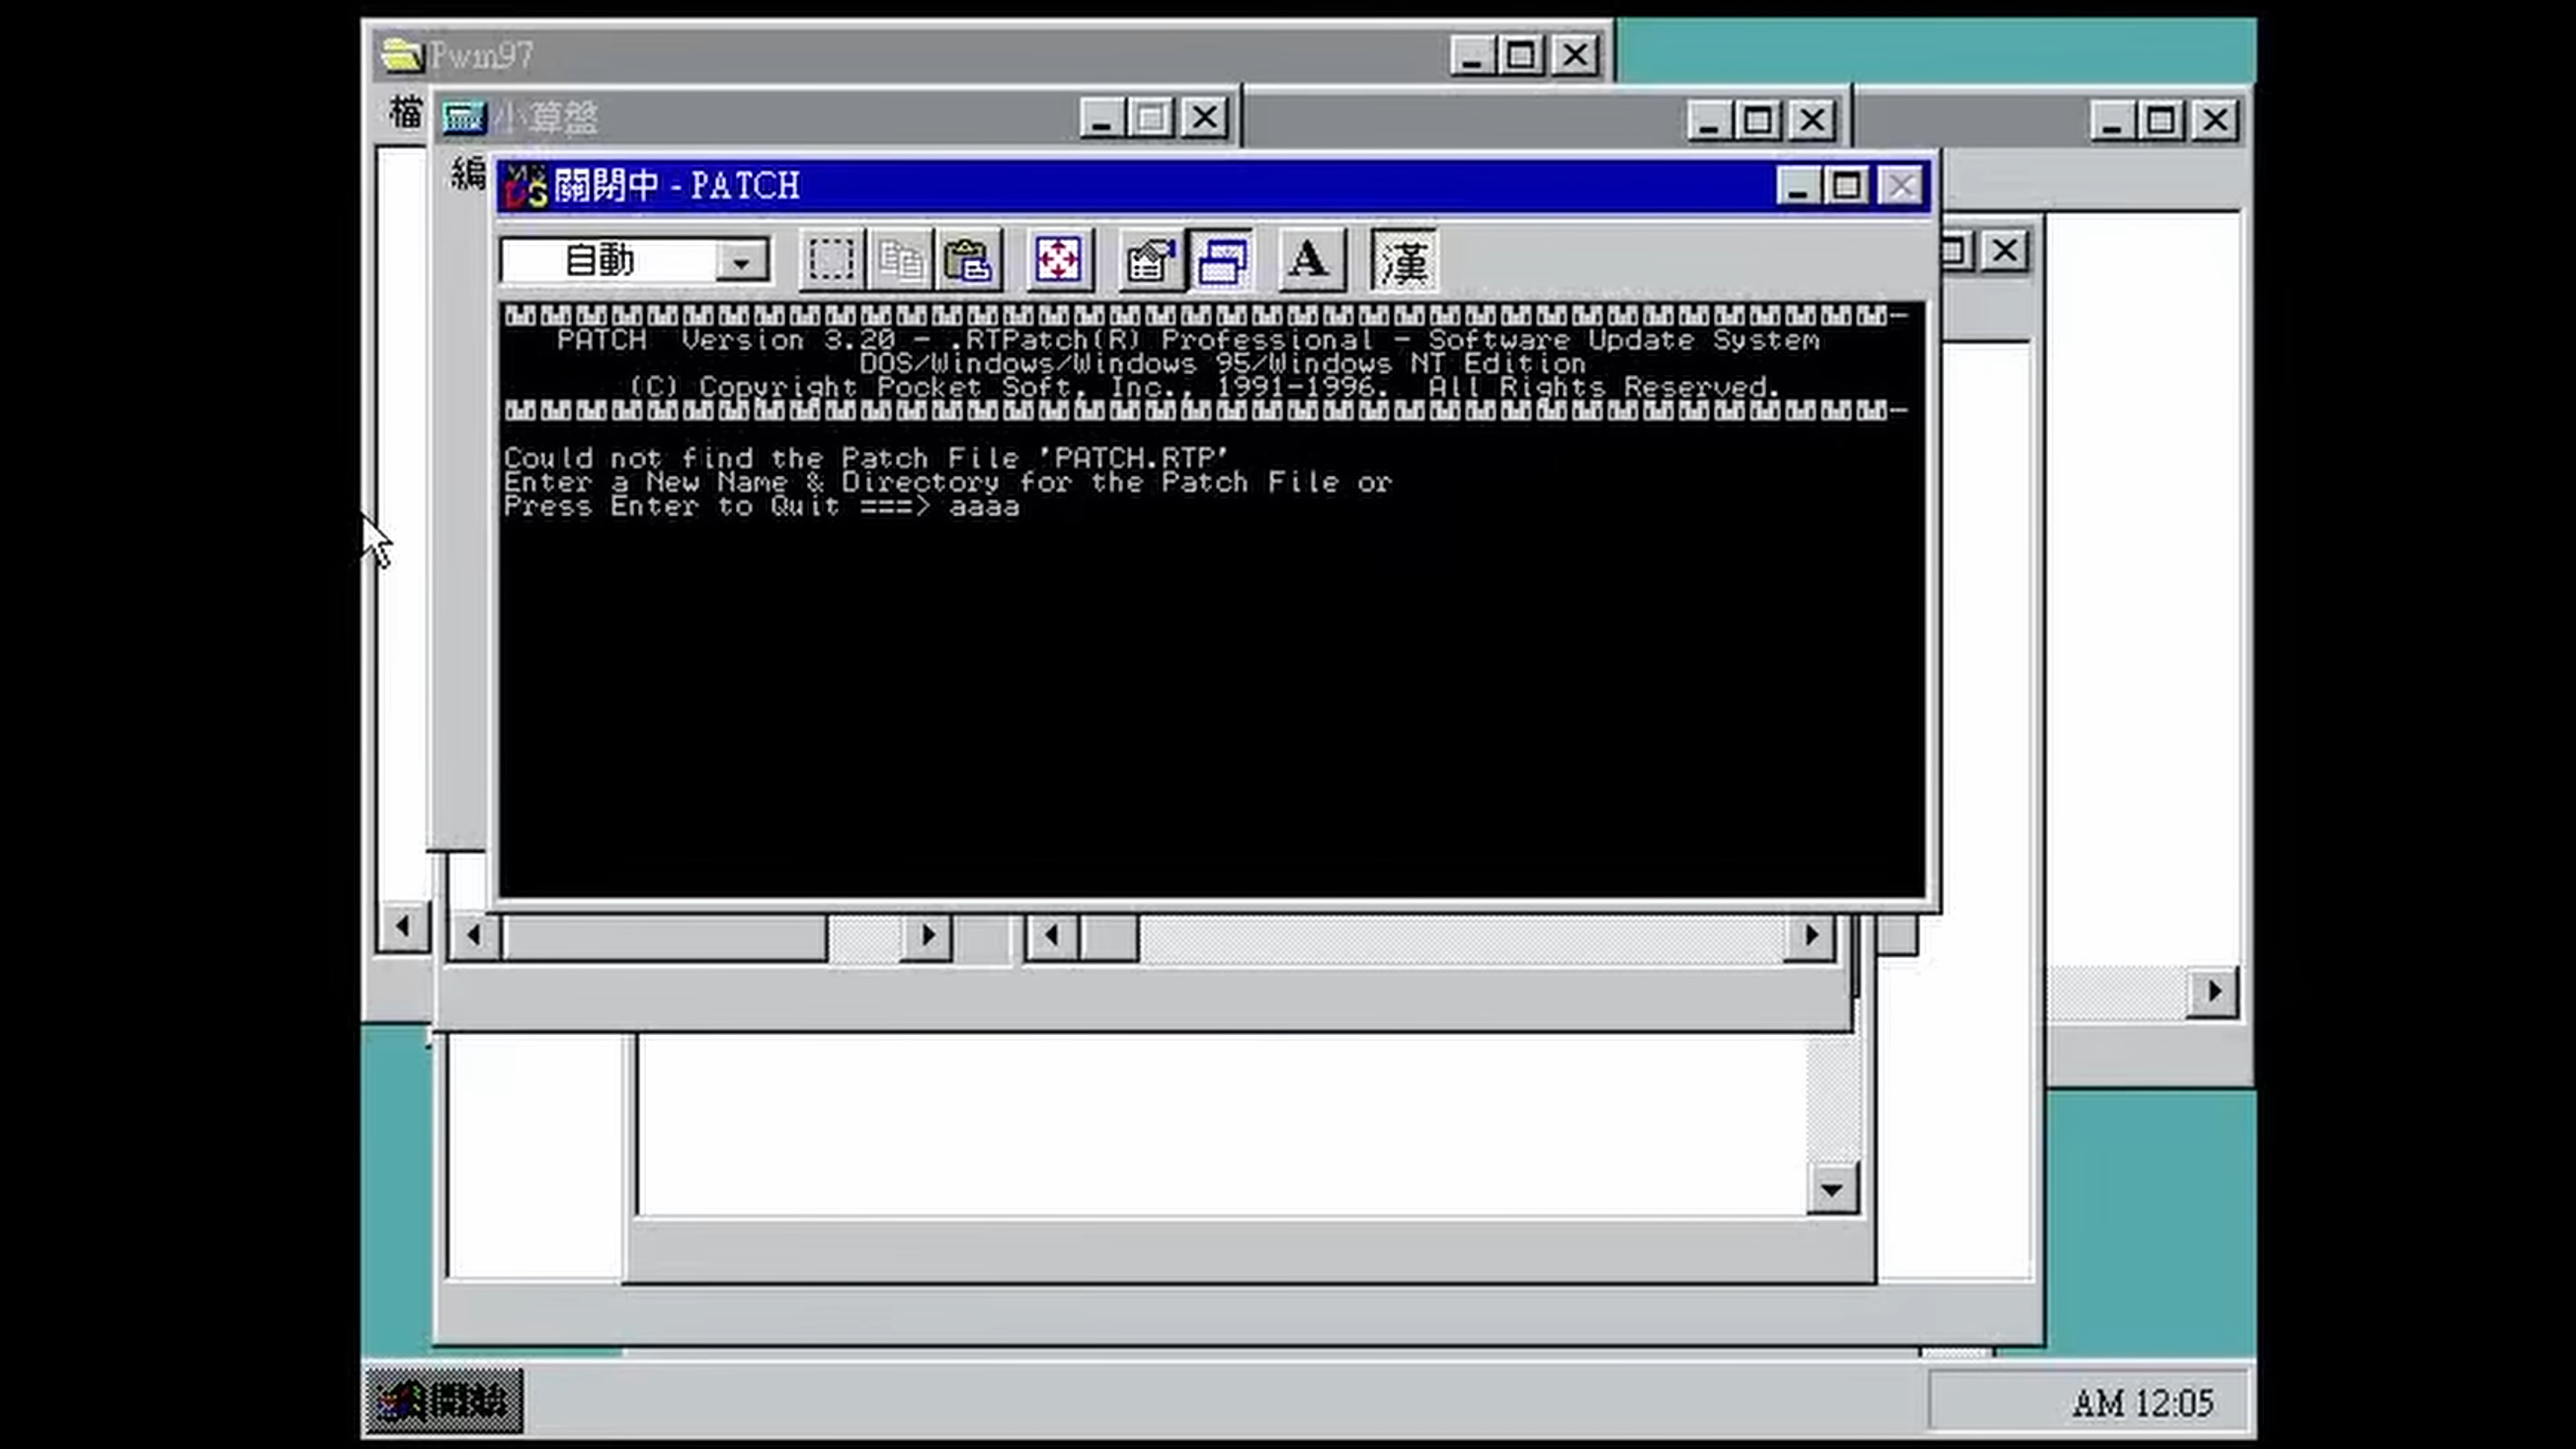 Pwm97
檔
小算盤
編
關閉中 - PATCH
自動
A
漢
PATCH  Version 3.20 - .RTPatch(R) Professional - Software Update System
DOS/Windows/Windows 95/Windows NT Edition
(C) Copyright Pocket Soft, Inc., 1991-1996.  All Rights Reserved.
Could not find the Patch File 'PATCH.RTP'
Enter a New Name & Directory for the Patch File or
Press Enter to Quit ===> aaaa
開始
AM 12:05